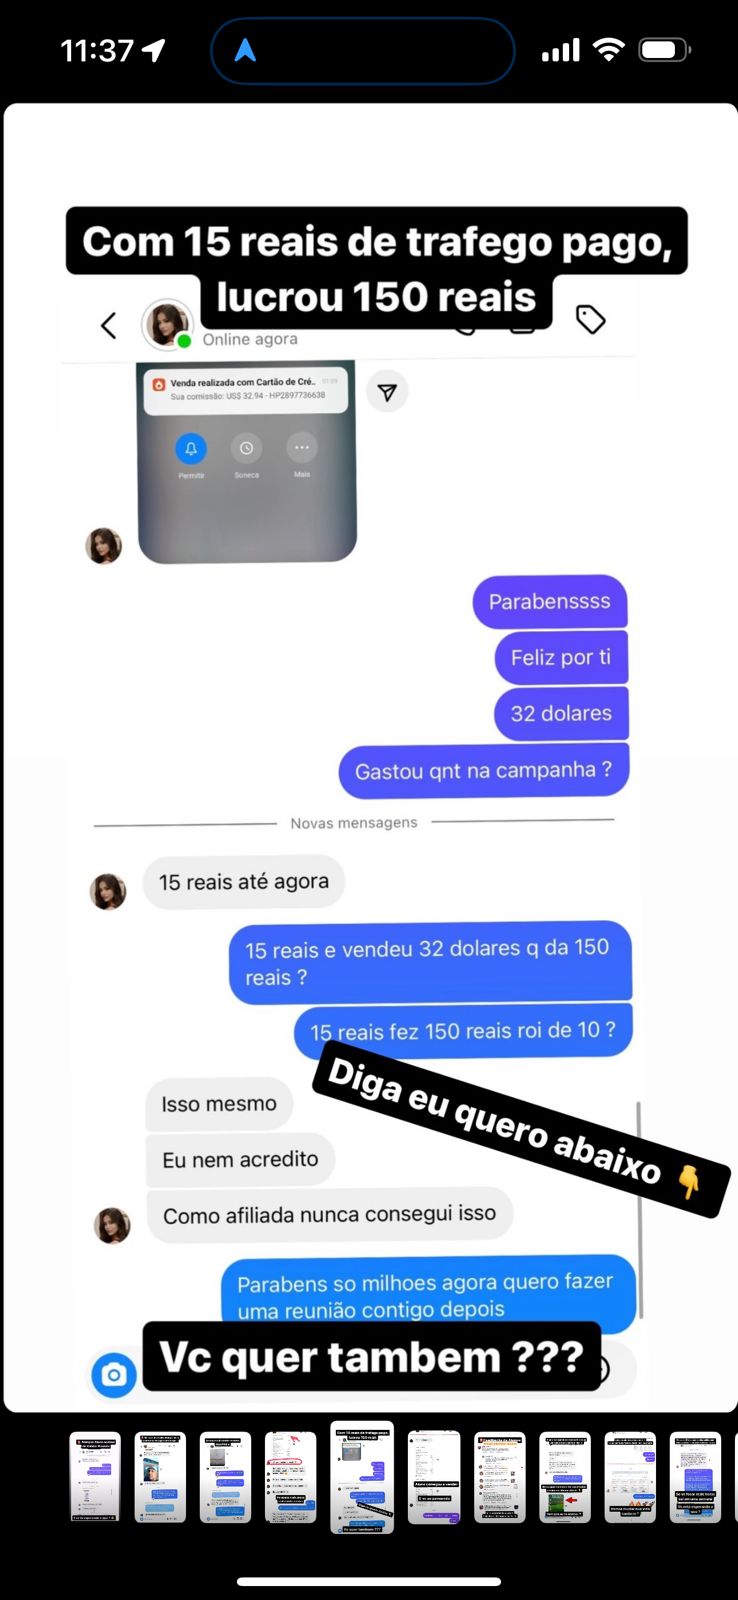 11:37
Com 15 reais de trafego pago,
lucrou 150 reais
Online agora
Venda realizada com Cartão de Cré..
01:09
Sua comissão: US$ 32.94 - HP2897736638
Permitir
Soneca
Mais
Parabenssss
Feliz por ti
32 dolares
Gastou qnt na campanha ?
Novas mensagens
15 reais até agora
15 reais e vendeu 32 dolares q da 150
reais ?
15 reais fez 150 reais roi de 10 ?
Diga eu quero abaixo 👇
Isso mesmo
Eu nem acredito
Como afiliada nunca consegui isso
Parabens so milhoes agora quero fazer
uma reunião contigo depois
Vc quer tambem ???